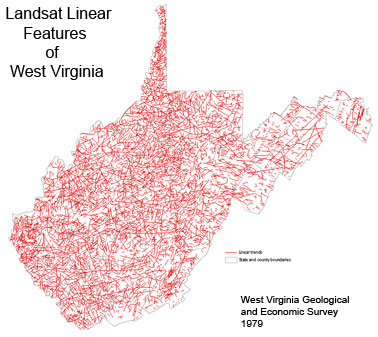 Landsat Linear
Features
of
West Virginia
Linear trends
State and county boundaries
West Virginia Geological
and Economic Survey
1979